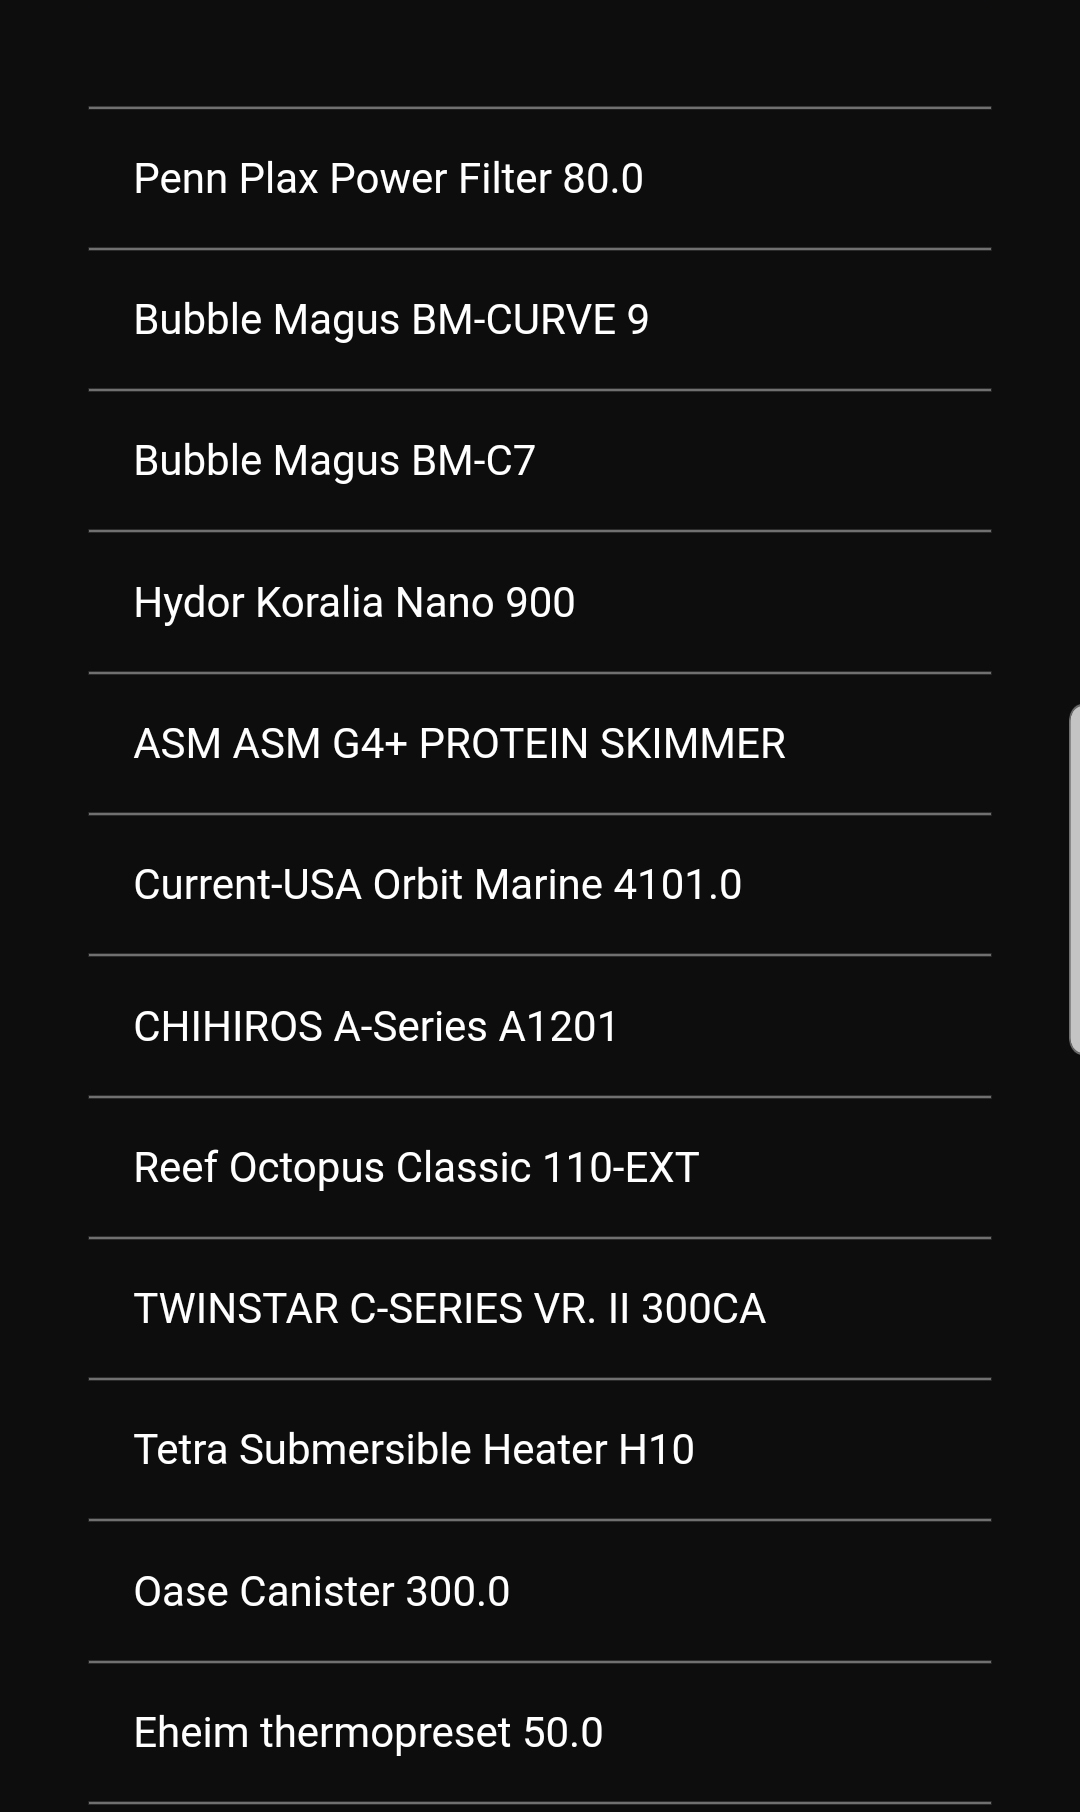 Penn Plax Power Filter 80.0
Bubble Magus BM-CURVE 9
Bubble Magus BM-C7
Hydor Koralia Nano 900
ASM ASM G4+ PROTEIN SKIMMER
Current-USA Orbit Marine 4101.0
CHIHIROS A-Series A1201
Reef Octopus Classic 110-EXT
TWINSTAR C-SERIES VR. II 300CA
Tetra Submersible Heater H10
Oase Canister 300.0
Eheim thermopreset 50.0